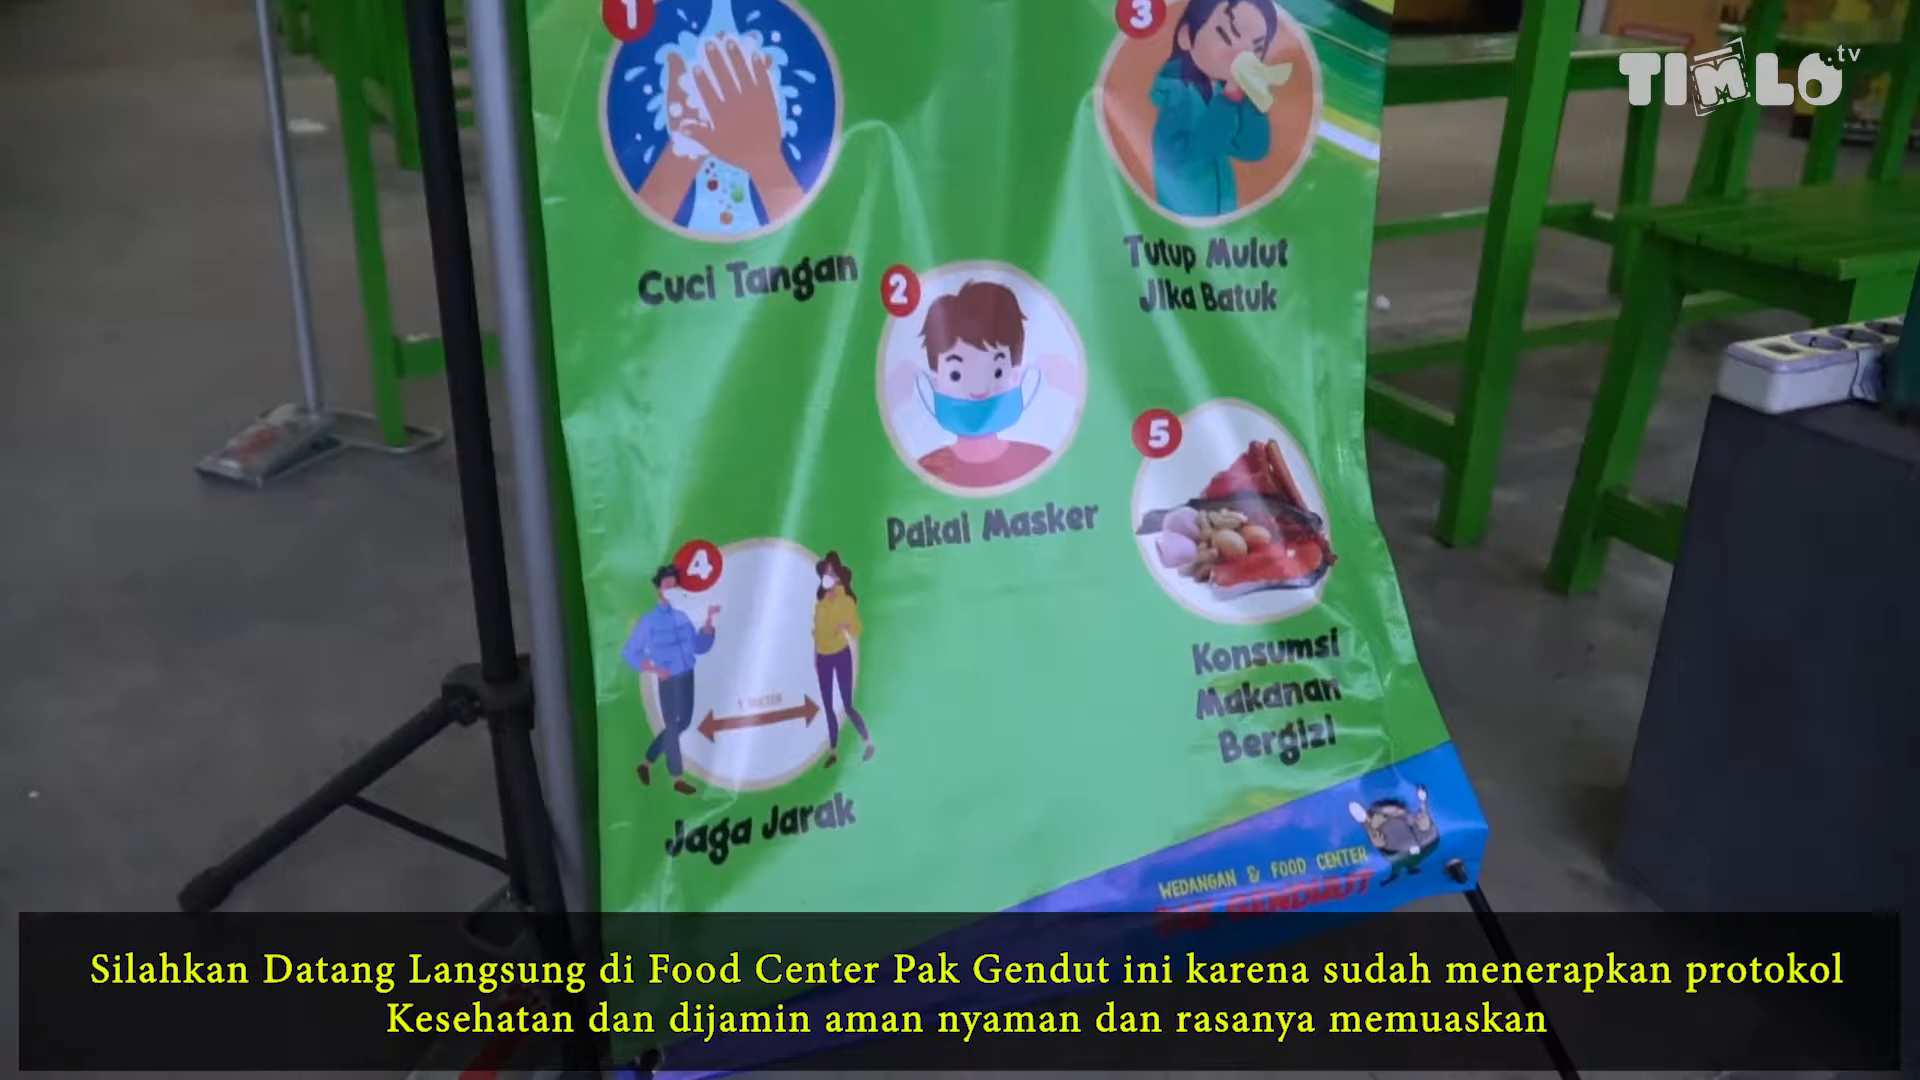 TIMLO.tv
1
3
Cuci Tangan
Tutup Mulut
Jika Batuk
2
Pakai Masker
5
4
Konsumsi
Makanan
Bergizi
Jaga Jarak
WEDANGAN & FOOD CENTER
Silahkan Datang Langsung di Food Center Pak Gendut ini karena sudah menerapkan protokol
Kesehatan dan dijamin aman nyaman dan rasanya memuaskan